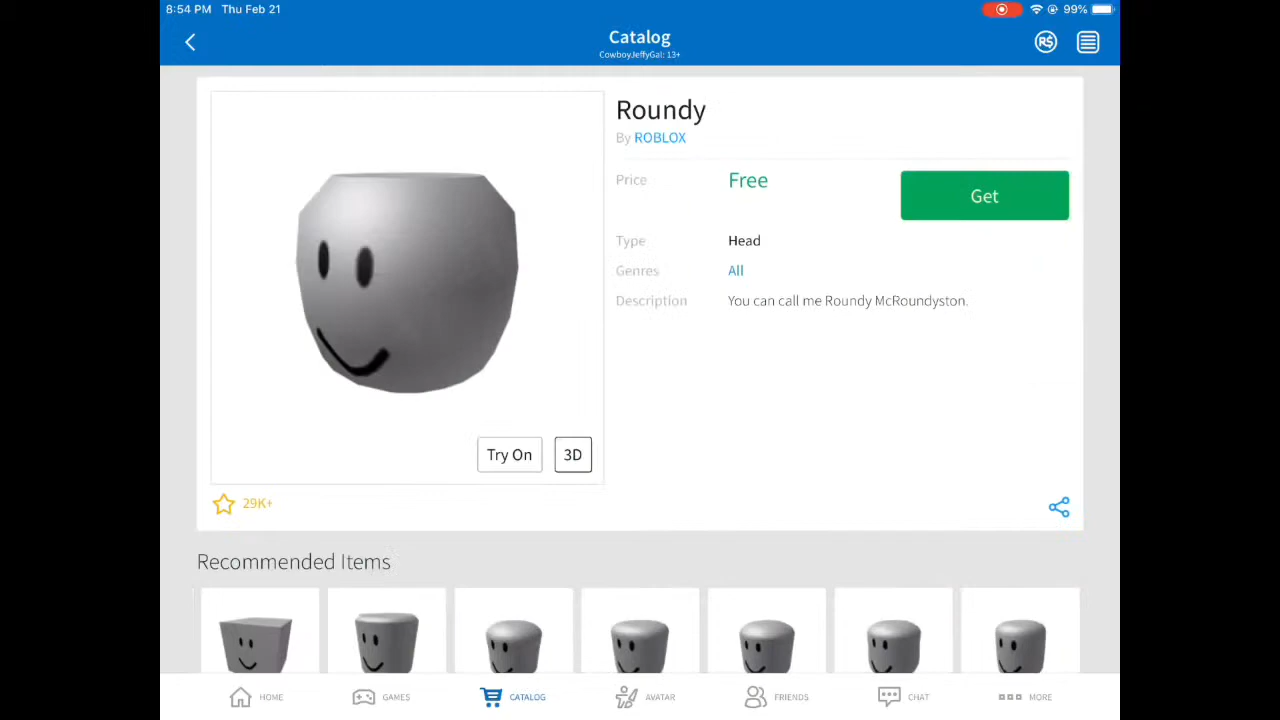 8:54 PM Thu Feb 21
99%
Catalog
CowboyJeffyGal: 13+
R$
Roundy
By ROBLOX
Price Free
Get
Type Head
Genres All
Description You can call me Roundy McRoundyston.
Try On 3D
29K+
Recommended Items
HOME GAMES CATALOG AVATAR FRIENDS CHAT MORE